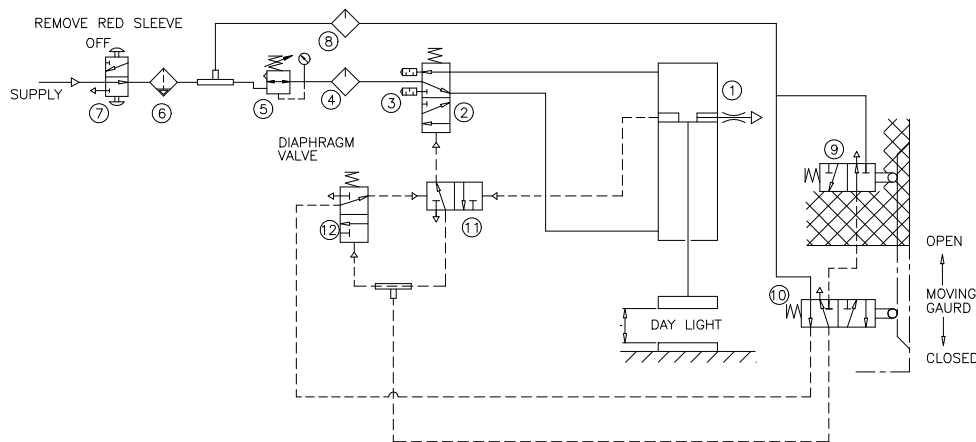 REMOVE RED SLEEVE
OFF
SUPPLY
7
6
8
5
4
3
2
1
DIAPHRAGM
VALVE
12
11
9
10
DAY LIGHT
OPEN
MOVING
GAURD
CLOSED